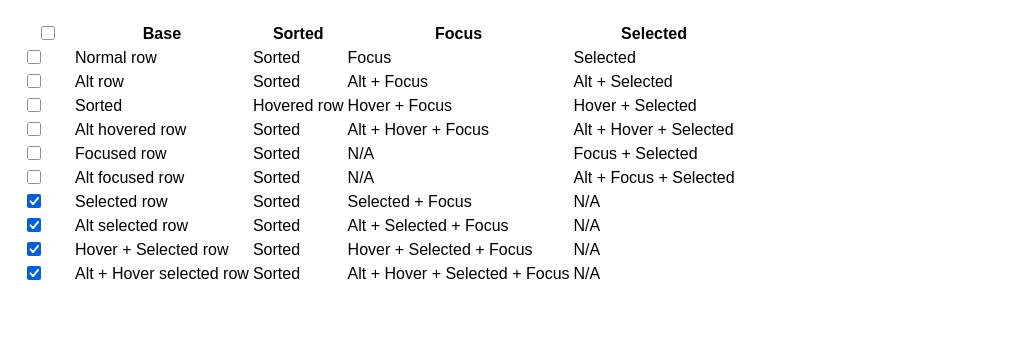 Base Sorted Focus Selected
Normal row Sorted Focus Selected
Alt row Sorted Alt + Focus Alt + Selected
Sorted Hovered row Hover + Focus Hover + Selected
Alt hovered row Sorted Alt + Hover + Focus Alt + Hover + Selected
Focused row Sorted N/A Focus + Selected
Alt focused row Sorted N/A Alt + Focus + Selected
Selected row Sorted Selected + Focus N/A
Alt selected row Sorted Alt + Selected + Focus N/A
Hover + Selected row Sorted Hover + Selected + Focus N/A
Alt + Hover selected row Sorted Alt + Hover + Selected + Focus N/A